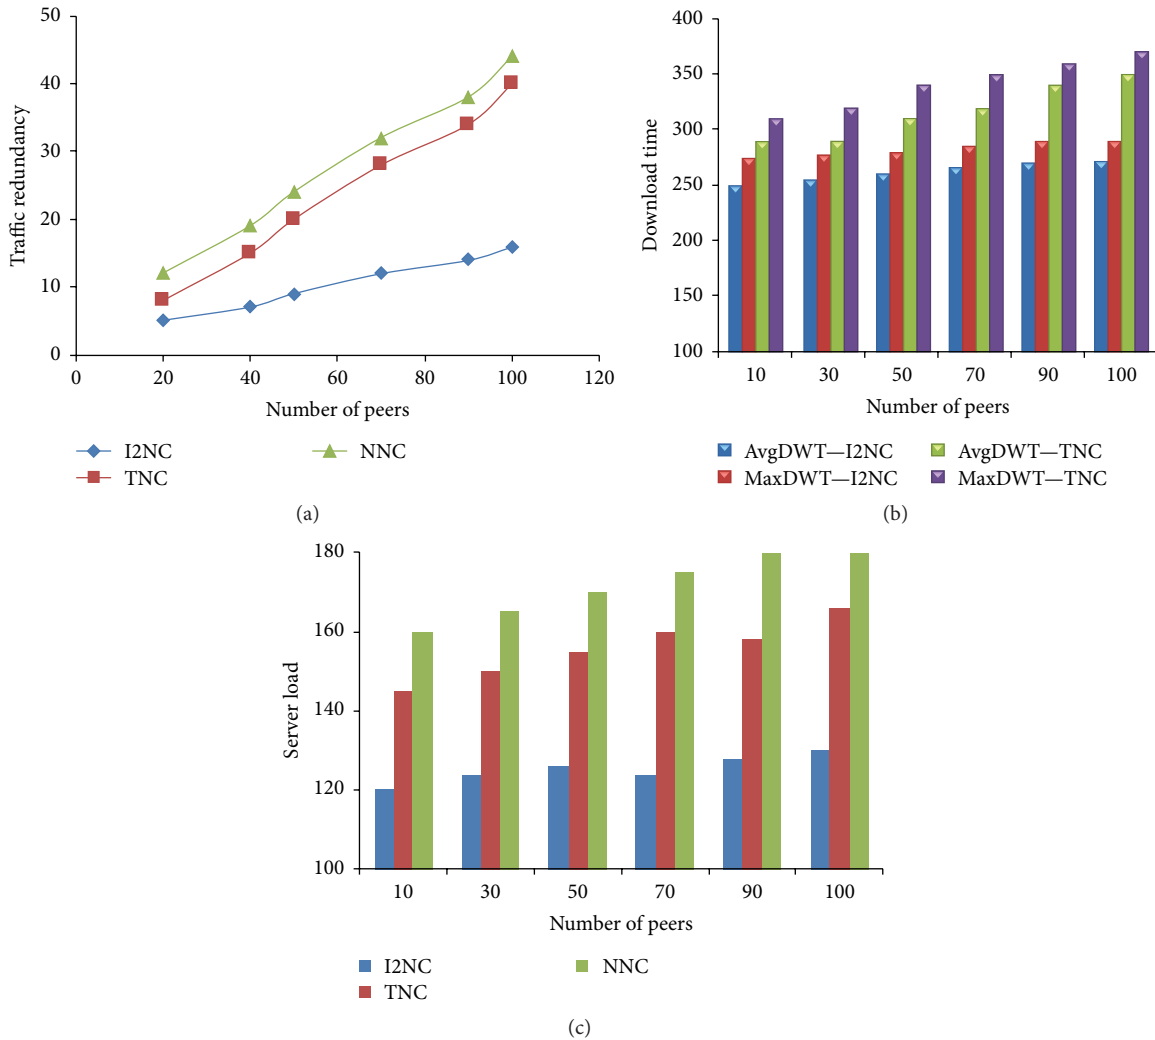 50
40
30
20
10
0
Traffic redundancy
0 20 40 60 80 100 120
Number of peers
I2NC NNC
TNC
(a)
400
350
300
250
200
150
100
Download time
10 30 50 70 90 100
Number of peers
AvgDWT—I2NC AvgDWT—TNC
MaxDWT—I2NC MaxDWT—TNC
(b)
180
160
140
120
100
Server load
10 30 50 70 90 100
Number of peers
I2NC NNC
TNC
(c)